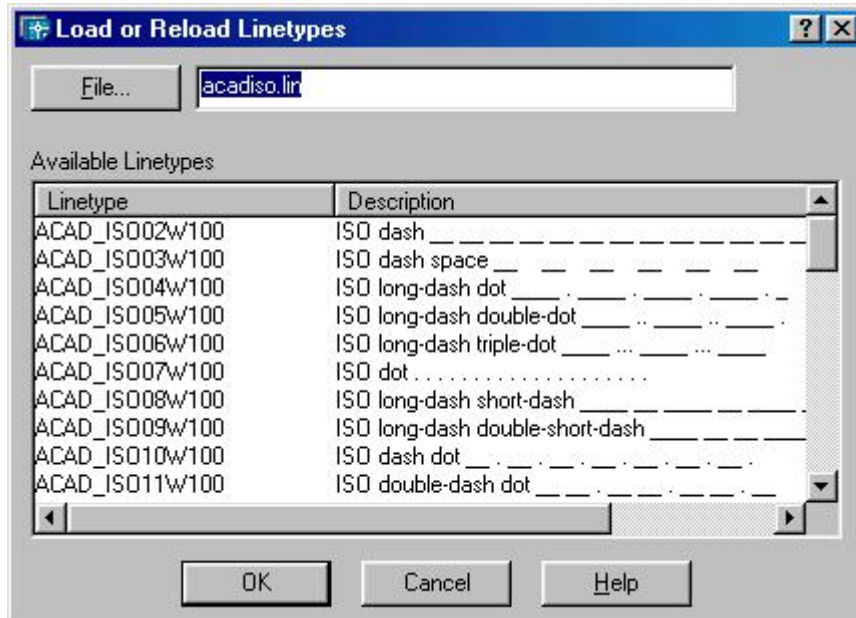 Load or Reload Linetypes
File... acadiso.lin
Available Linetypes
Linetype Description
ACAD_ISO02W100 ISO dash __ __ __ __ __ __ __ __ __ __ __ __ __
ACAD_ISO03W100 ISO dash space __    __    __    __    __    __
ACAD_ISO04W100 ISO long-dash dot ____ . ____ . ____ . ____ . _
ACAD_ISO05W100 ISO long-dash double-dot ____ .. ____ .. ____ .
ACAD_ISO06W100 ISO long-dash triple-dot ____ ... ____ ... ____
ACAD_ISO07W100 ISO dot . . . . . . . . . . . . . . . . . . . .
ACAD_ISO08W100 ISO long-dash short-dash ____ __ ____ __ ____ _
ACAD_ISO09W100 ISO long-dash double-short-dash ____ __ __ ____
ACAD_ISO10W100 ISO dash dot __ . __ . __ . __ . __ . __ . __ .
ACAD_ISO11W100 ISO double-dash dot __ __ . __ __ . __ __ . __
OK Cancel Help